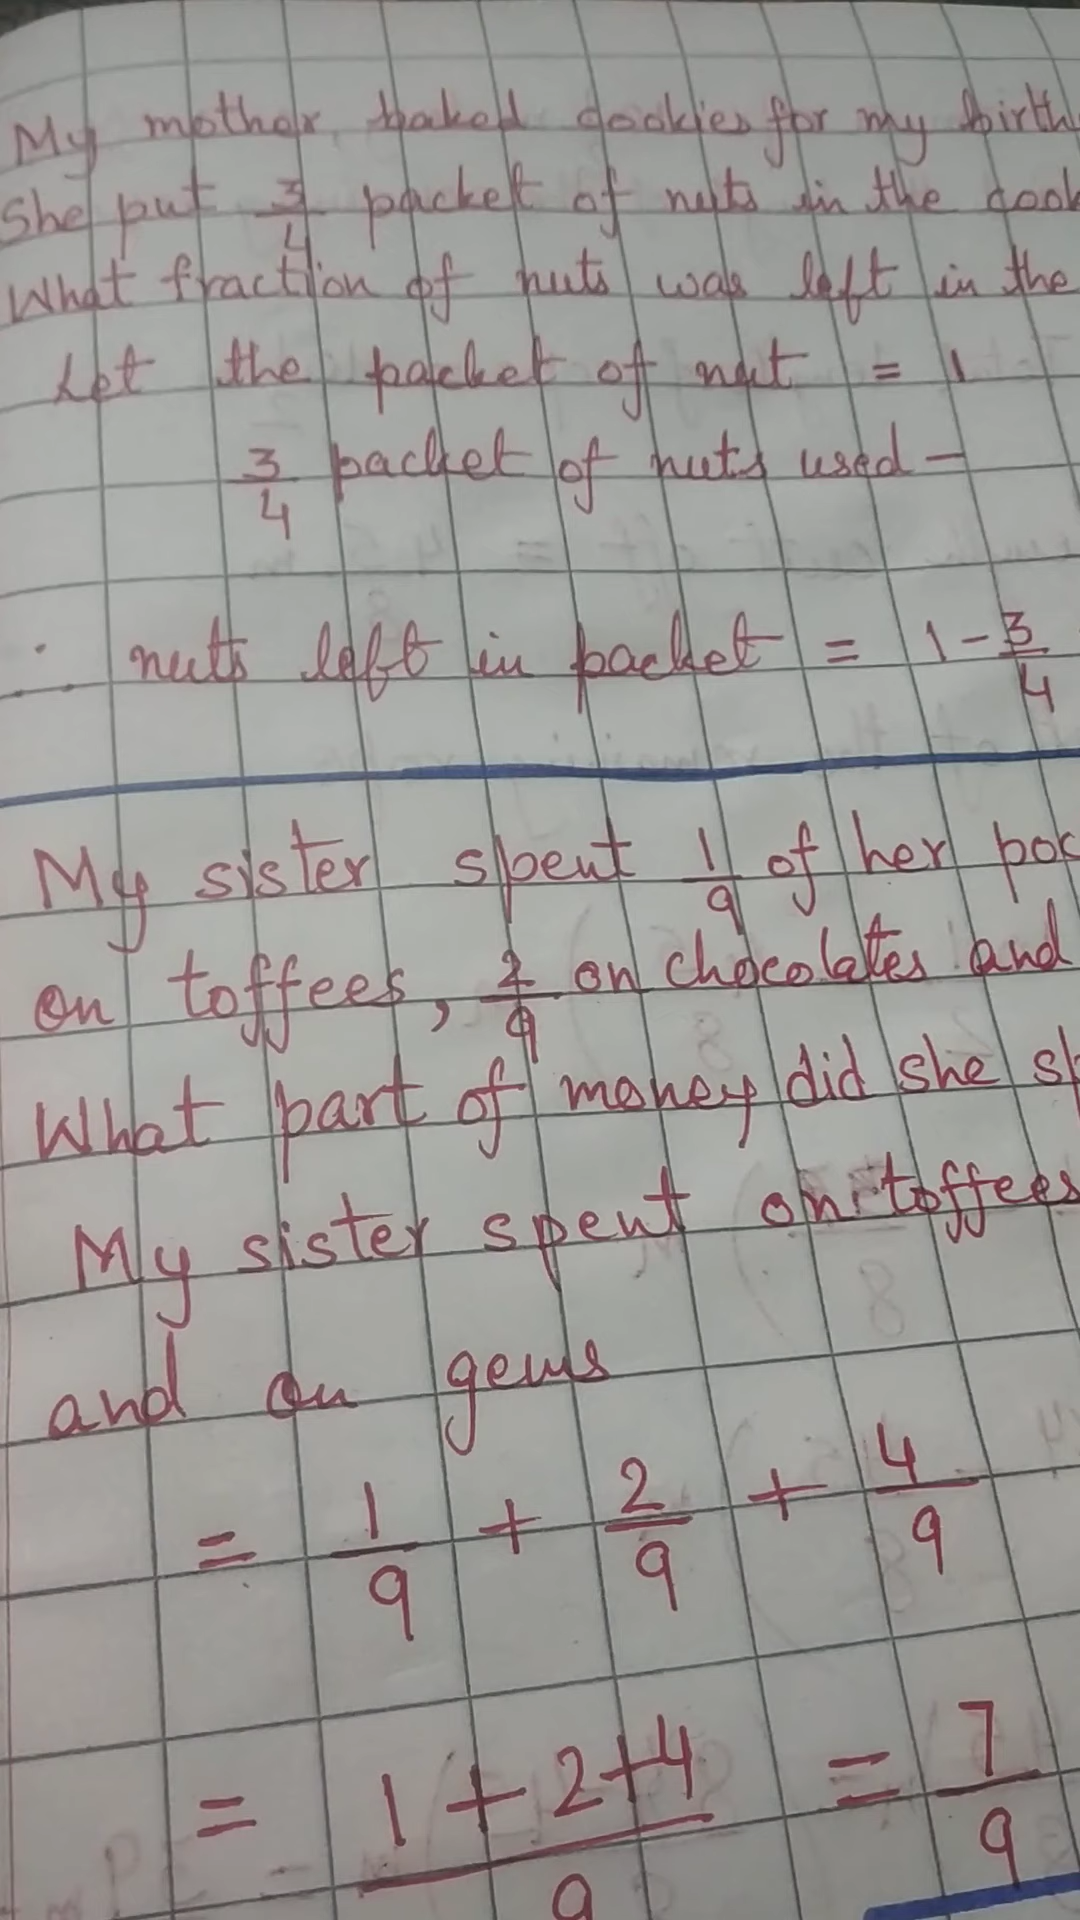 My mother baked cookies for my birth
She put 3/4 packet of nuts in the cook
What fraction of nuts was left in the
Let the packet of nut = 1
3/4 packet of nuts used -
nuts left in packet = 1 - 3/4
My sister spent 1/9 of her poc
on toffees, 2/9 on chocolates and
What part of money did she sp
My sister spent on toffees
and on gems
= 1/9 + 2/9 + 4/9
= 1 + 2 + 4 / 9 = 7/9